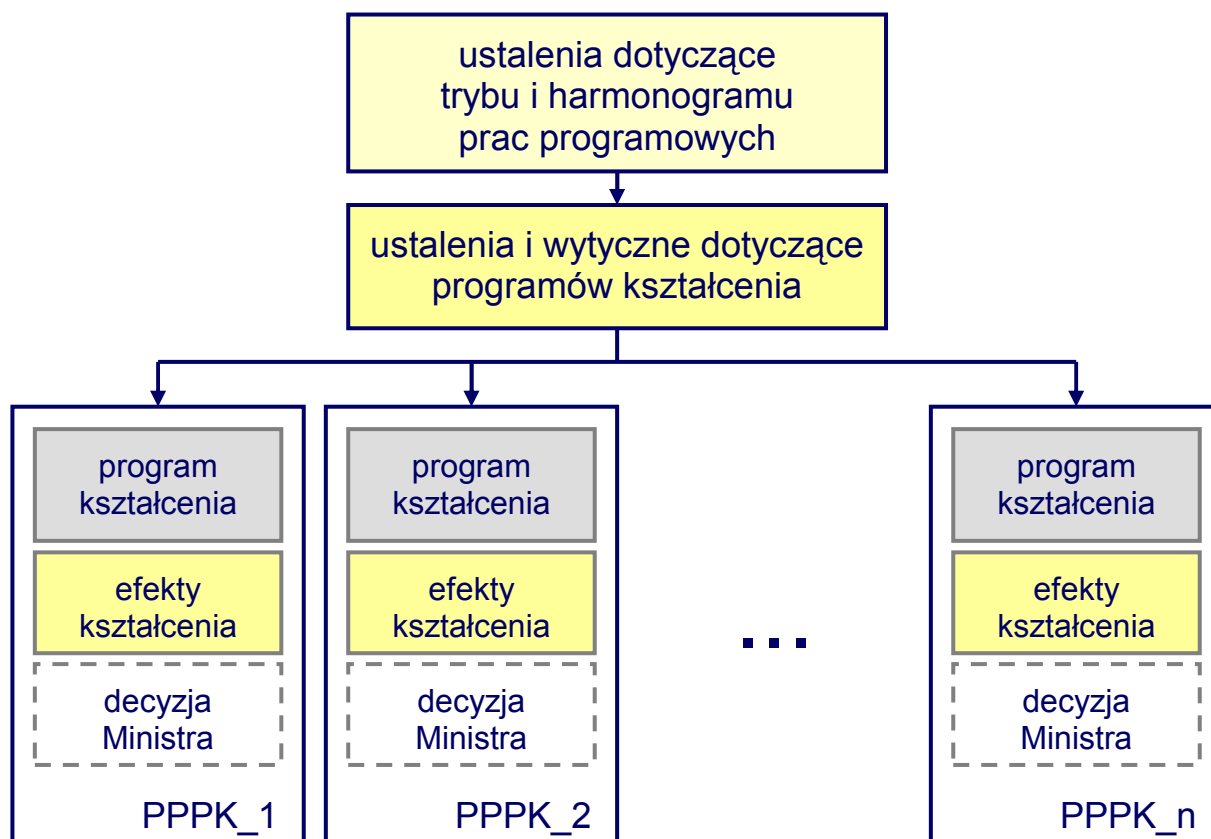 ustalenia dotyczące
trybu i harmonogramu
prac programowych
ustalenia i wytyczne dotyczące
programów kształcenia
program
kształcenia
efekty
kształcenia
decyzja
Ministra
PPPK_1
program
kształcenia
efekty
kształcenia
decyzja
Ministra
PPPK_2
...
program
kształcenia
efekty
kształcenia
decyzja
Ministra
PPPK_n